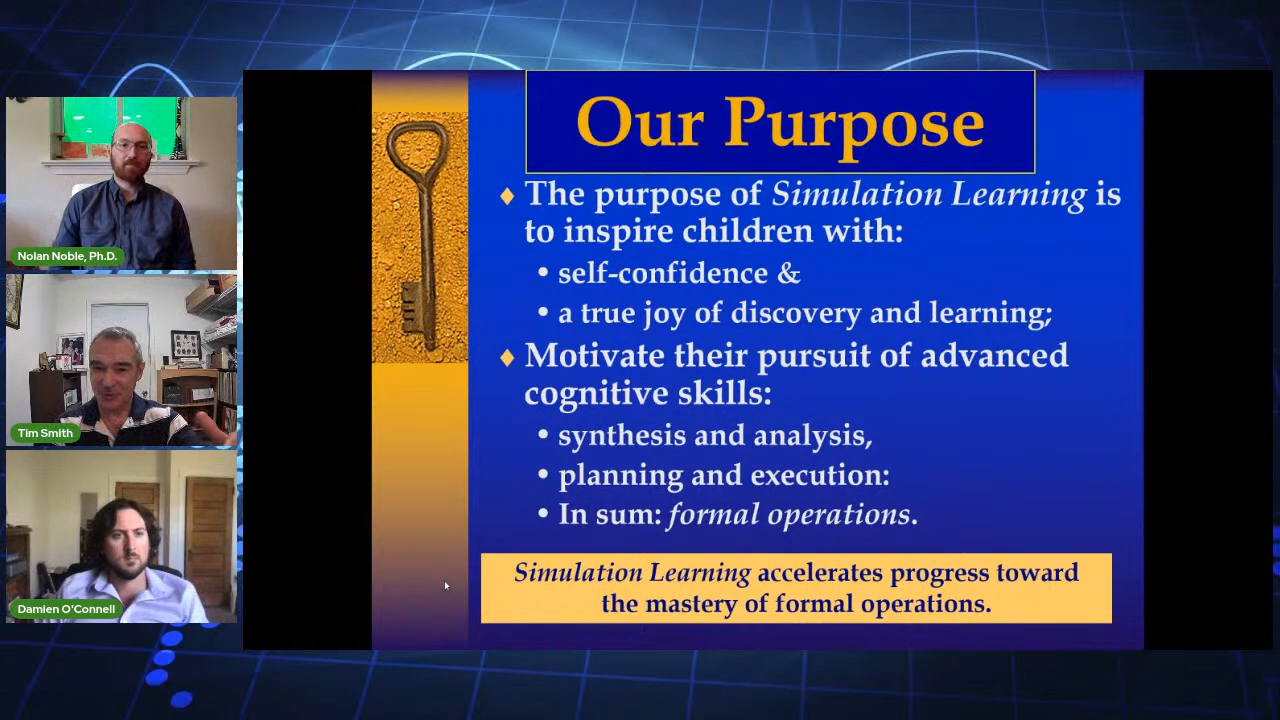 Nolan Noble, Ph.D.
Tim Smith
Damien O'Connell
Our Purpose
♦ The purpose of Simulation Learning is
to inspire children with:
• self-confidence &
• a true joy of discovery and learning;
♦ Motivate their pursuit of advanced
cognitive skills:
• synthesis and analysis,
• planning and execution:
• In sum: formal operations.
Simulation Learning accelerates progress toward
the mastery of formal operations.